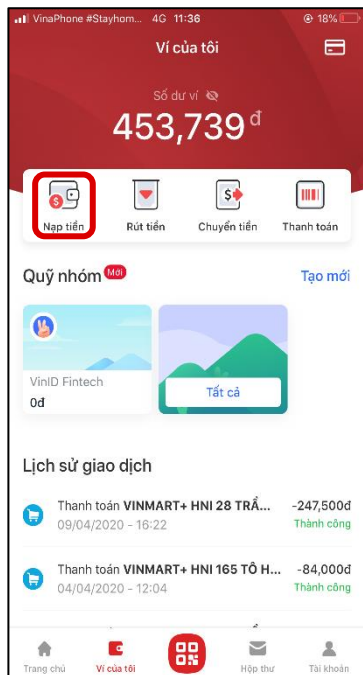 VinaPhone #Stayhom... 4G 11:36 18%
Ví của tôi
Số dư ví
453,739 đ
Nạp tiền Rút tiền Chuyển tiền Thanh toán
Quỹ nhóm Mới Tạo mới
VinID Fintech
0đ
Tất cả
Lịch sử giao dịch
Thanh toán VINMART+ HNI 28 TRẦ... -247,500đ
09/04/2020 - 16:22 Thành công
Thanh toán VINMART+ HNI 165 TÔ H... -84,000đ
04/04/2020 - 12:04 Thành công
Trang chủ Ví của tôi Hộp thư Tài khoản